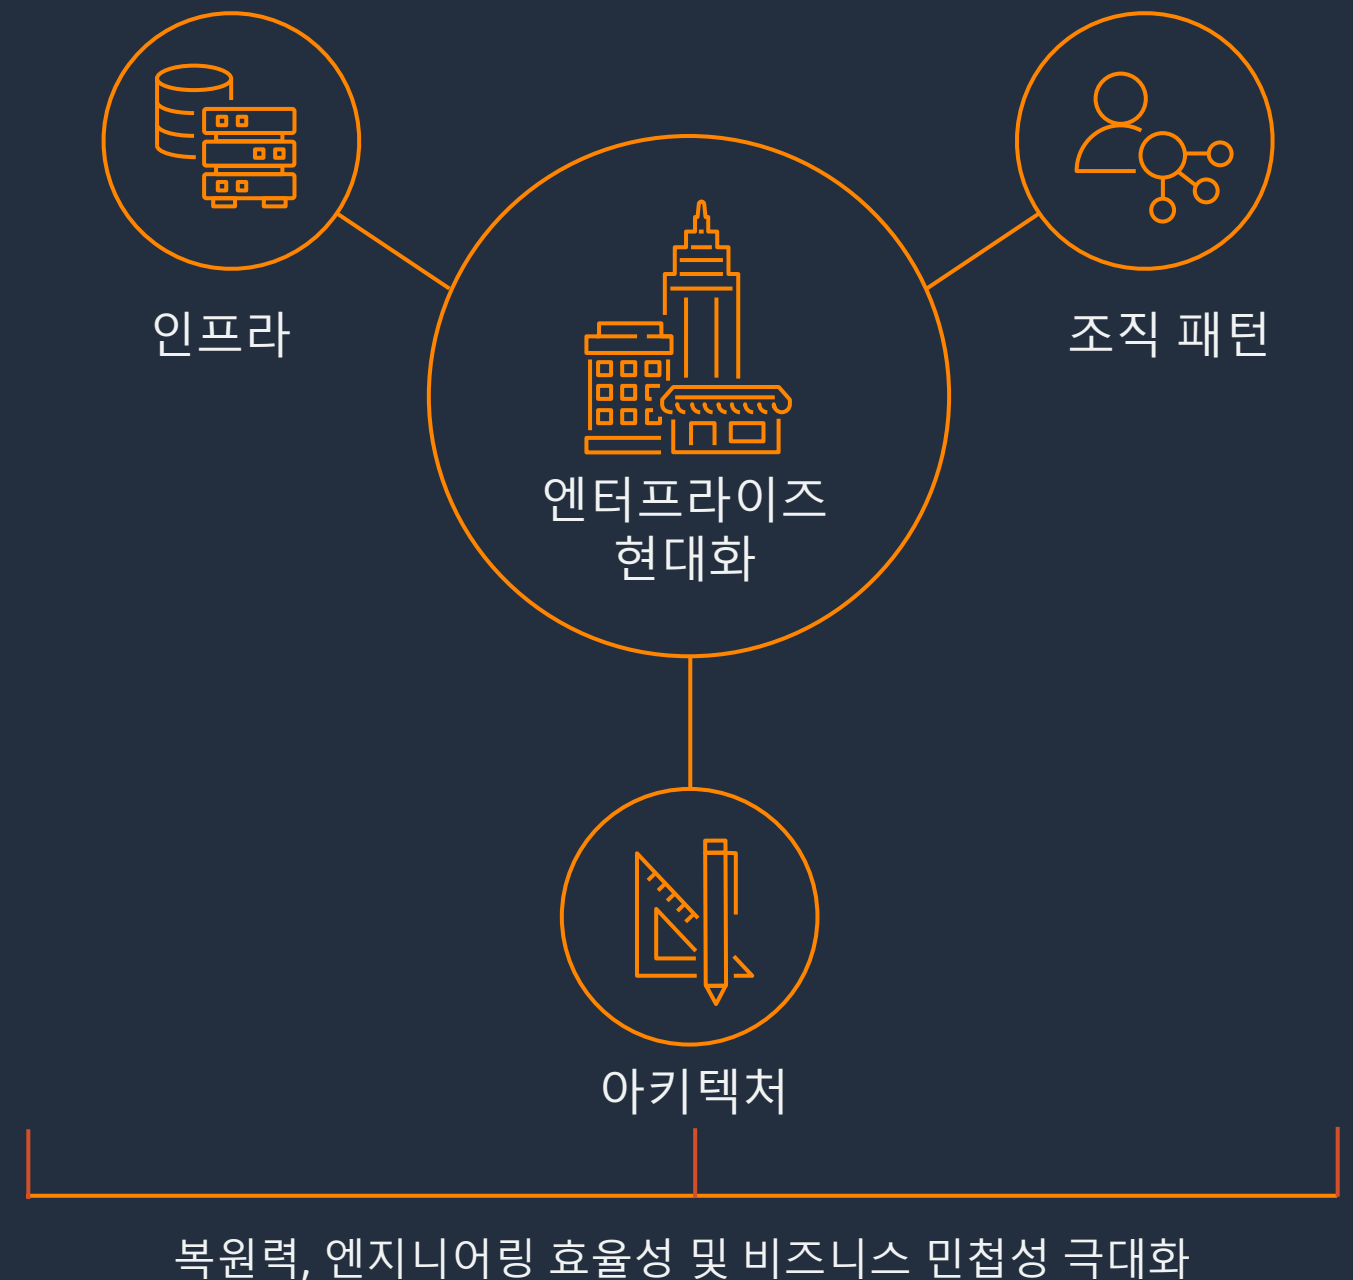 인프라
조직 패턴
엔터프라이즈
현대화
아키텍처
복원력, 엔지니어링 효율성 및 비즈니스 민첩성 극대화